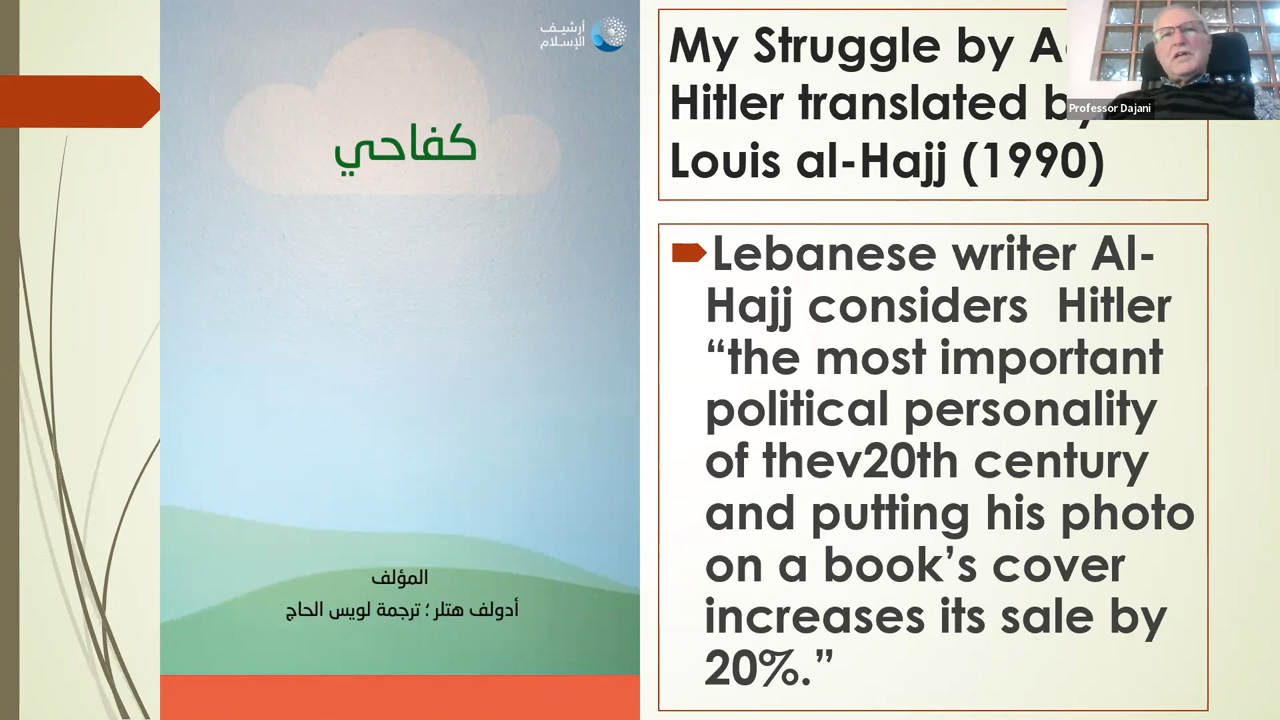 أرشيف
الإسلام
كفاحي
المؤلف
أدولف هتلر ؛ ترجمة لويس الحاج
My Struggle by
Hitler translated
Louis al-Hajj (1990)
Professor Dajani
Lebanese writer Al-
Hajj considers Hitler
“the most important
political personality
of thev20th century
and putting his photo
on a book’s cover
increases its sale by
20%.”